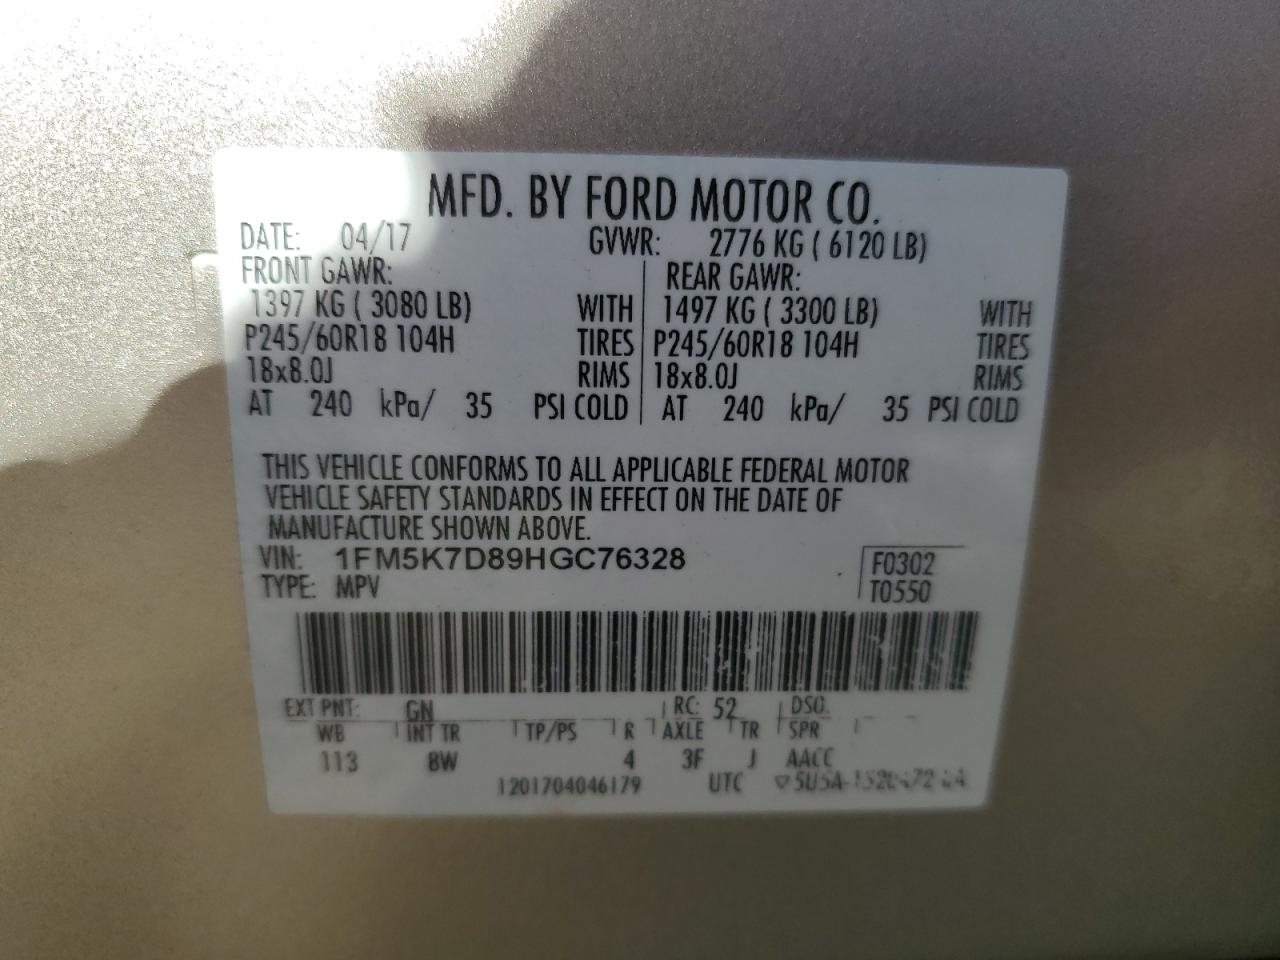 MFD. BY FORD MOTOR CO.
DATE: 04/17 GVWR: 2776 KG ( 6120 LB)
FRONT GAWR: REAR GAWR:
1397 KG ( 3080 LB) WITH 1497 KG ( 3300 LB) WITH
P245/60R18 104H TIRES P245/60R18 104H TIRES
18x8.0J RIMS 18x8.0J RIMS
AT 240 kPa/ 35 PSI COLD AT 240 kPa/ 35 PSI COLD
THIS VEHICLE CONFORMS TO ALL APPLICABLE FEDERAL MOTOR
VEHICLE SAFETY STANDARDS IN EFFECT ON THE DATE OF
MANUFACTURE SHOWN ABOVE.
VIN: 1FM5K7D89HGC76328 F0302
TYPE: MPV T0550
EXT PNT: GN RC: 52 DSO:
WB INT TR TP/PS R AXLE TR SPR
113 8W 4 3F J AACC
1201704046179 UTC